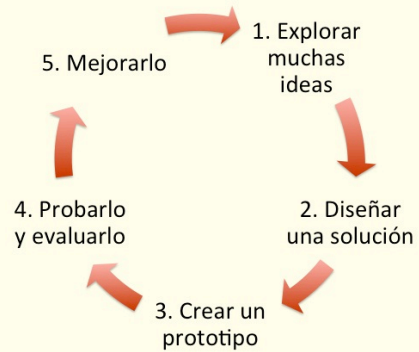 1. Explorar
muchas
ideas
2. Diseñar
una solución
3. Crear un
prototipo
4. Probarlo
y evaluarlo
5. Mejorarlo